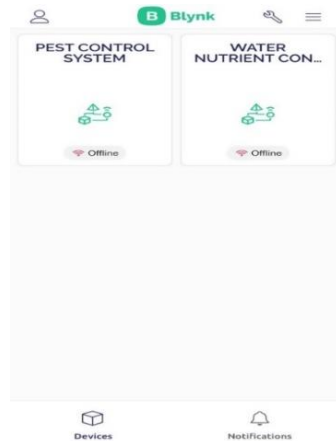 B Blynk
PEST CONTROL
SYSTEM
WATER
NUTRIENT CON...
Offline
Offline
Devices
Notifications